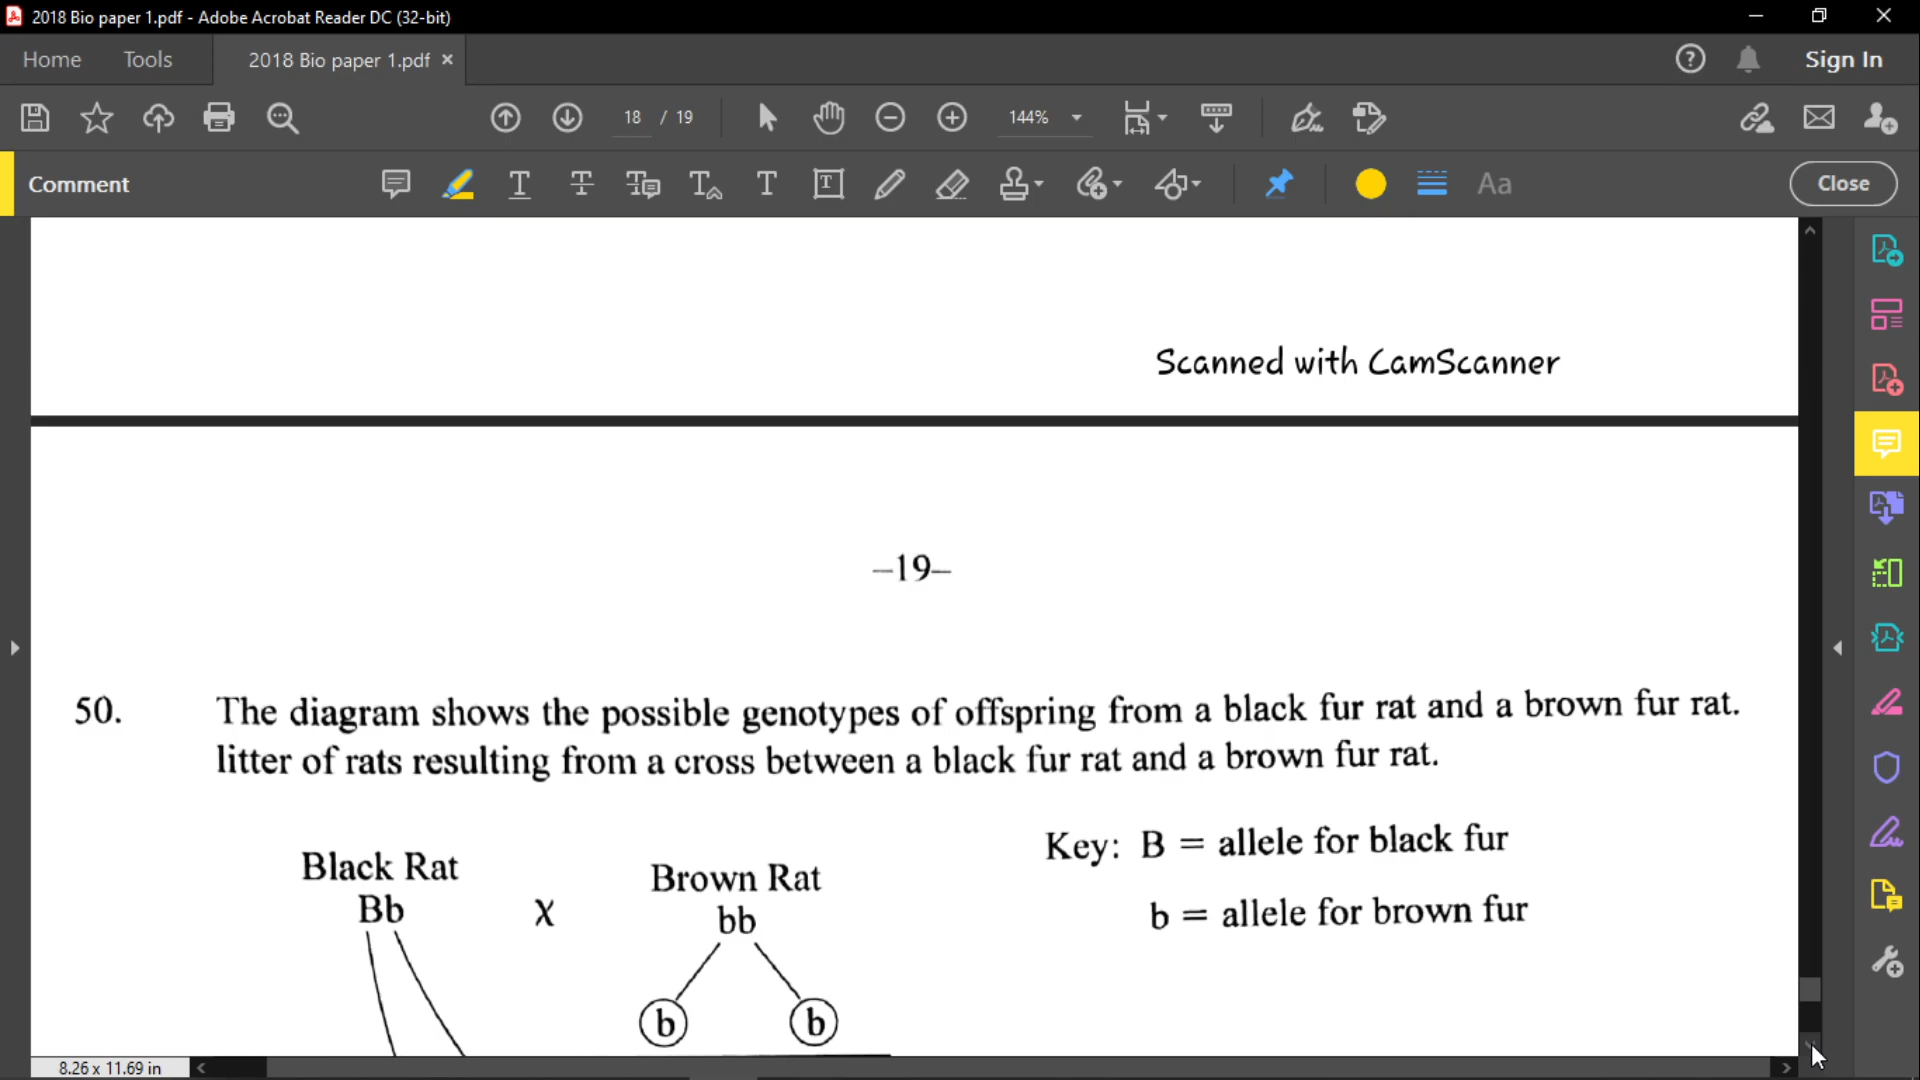 2018 Bio paper 1.pdf - Adobe Acrobat Reader DC (32-bit)
Home Tools 2018 Bio paper 1.pdf × Sign In
18 / 19 144%
Comment Aa Close
Scanned with CamScanner
–19–
50. The diagram shows the possible genotypes of offspring from a black fur rat and a brown fur rat.
litter of rats resulting from a cross between a black fur rat and a brown fur rat.
Key: B = allele for black fur
b = allele for brown fur
Black Rat Brown Rat
Bb x bb
b b
8.26 x 11.69 in